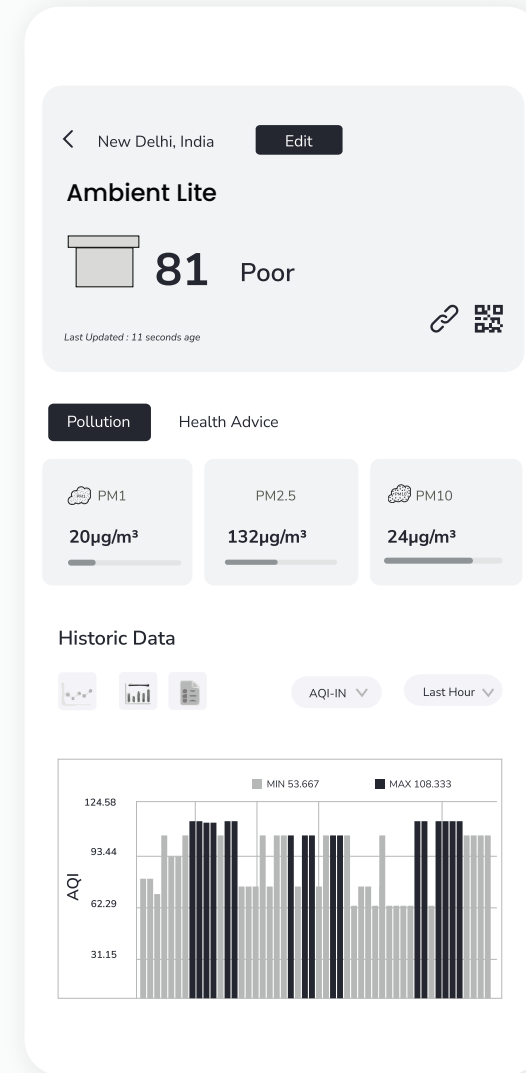 New Delhi, India
Edit
Ambient Lite
81 Poor
Last Updated : 11 seconds age
Pollution
Health Advice
PM1
PM2.5
PM10
20µg/m³
132µg/m³
24µg/m³
Historic Data
AQI-IN
Last Hour
MIN 53.667
MAX 108.333
124.58
93.44
AQI
62.29
31.15